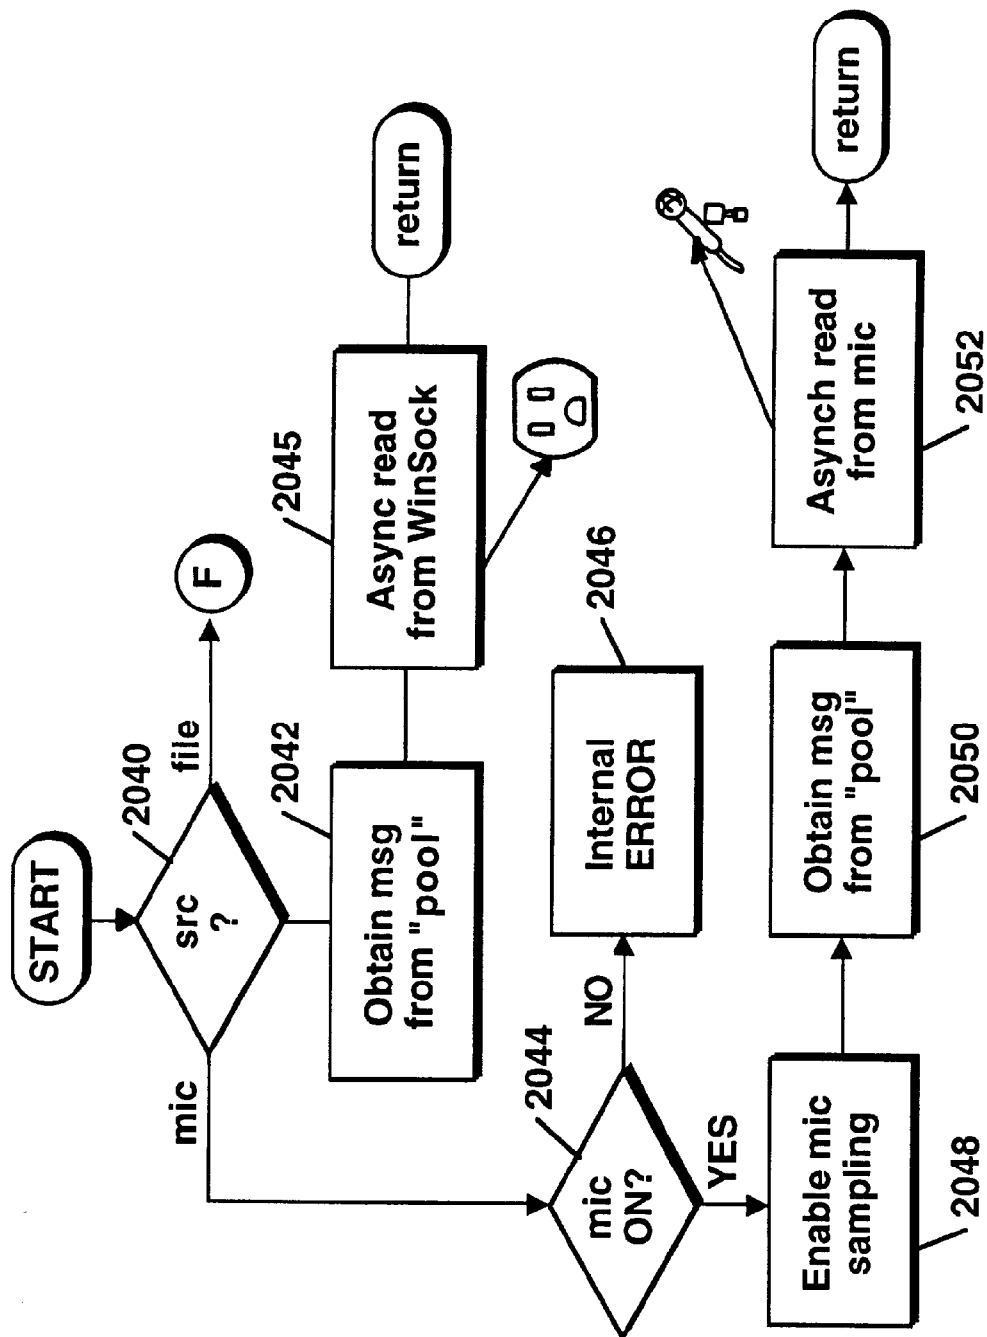 START
2040
src
?
file
F
mic
2042
Obtain msg
from "pool"
2045
Async read
from WinSock
return
2044
mic
ON?
NO
2046
Internal
ERROR
YES
Enable mic
sampling
2048
Obtain msg
from "pool"
2050
Asynch read
from mic
2052
return